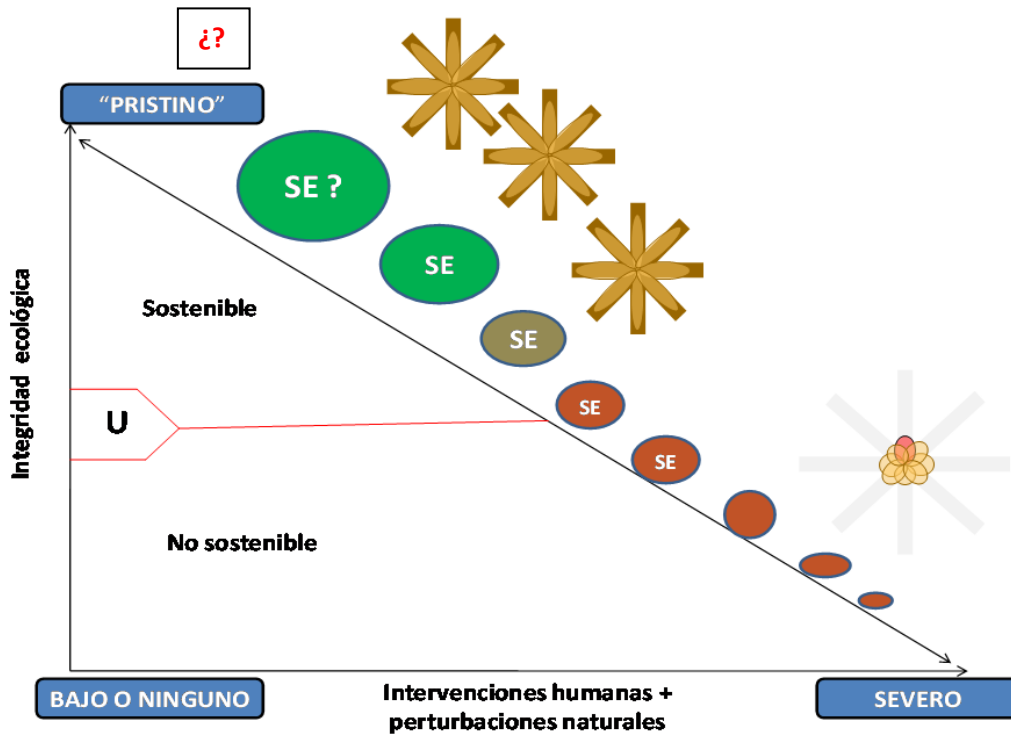 ¿?
“PRISTINO”
SE ?
SE
SE
SE
SE
Integridad ecológica
Sostenible
U
No sostenible
BAJO O NINGUNO
Intervenciones humanas +
perturbaciones naturales
SEVERO